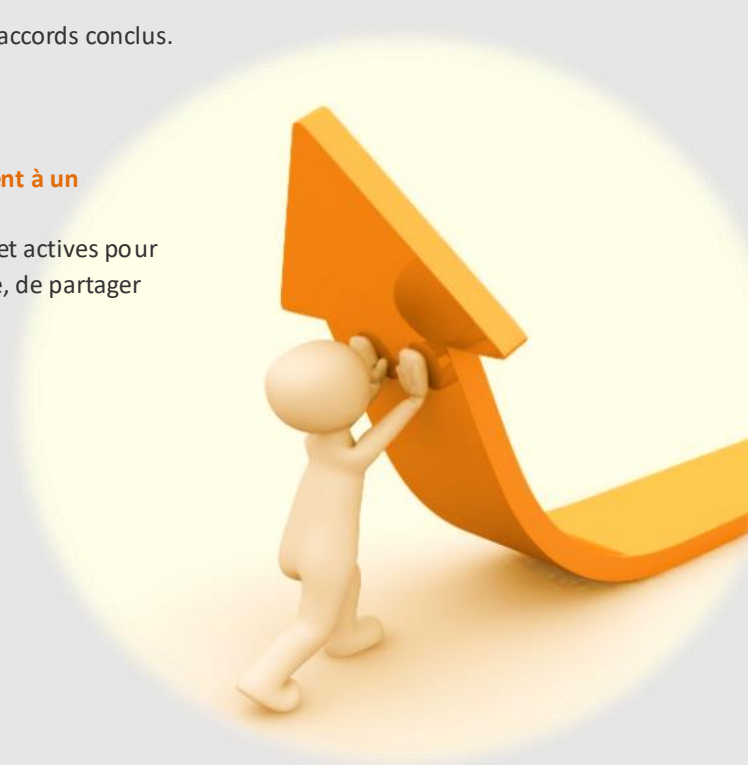 accords conclus.
nt à un
et actives pour
, de partager